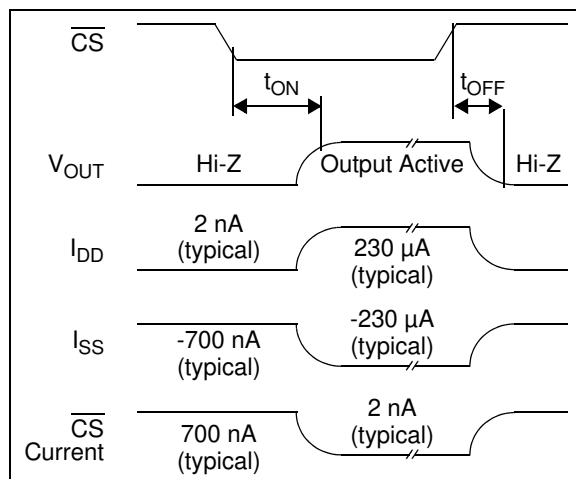 CS
tON
tOFF
VOUT
Hi-Z
Output Active
Hi-Z
IDD
2 nA
(typical)
230 µA
(typical)
ISS
-700 nA
(typical)
-230 µA
(typical)
CS
Current
700 nA
(typical)
2 nA
(typical)